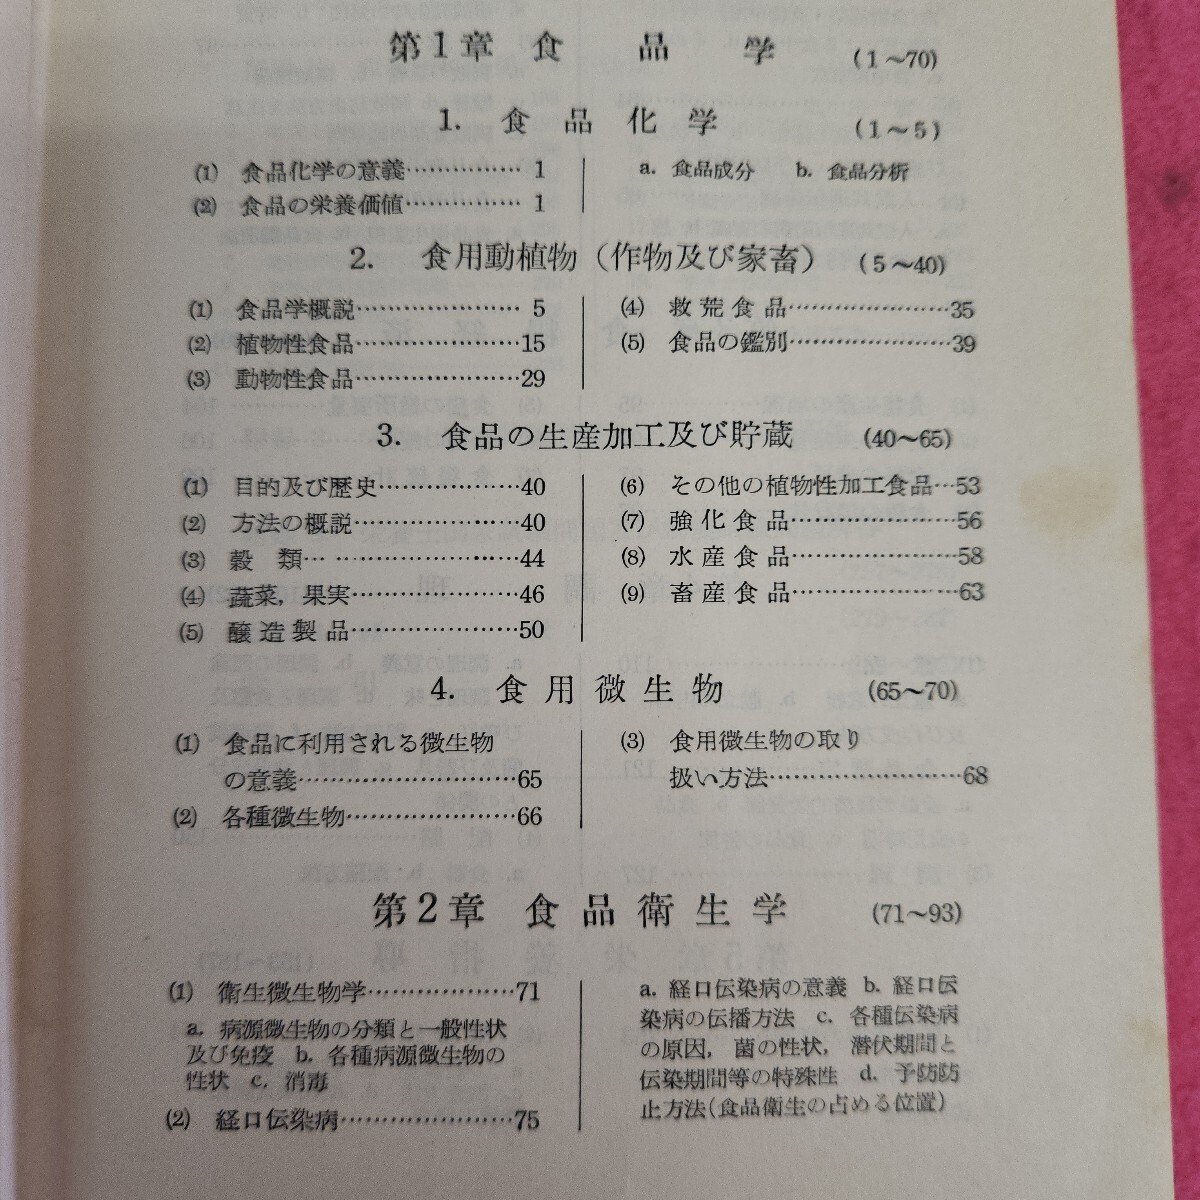 第1章 食品学 (1～70)
1. 食品化学 (1～5)
(1) 食品化学の意義…………… 1
(2) 食品の栄養価値…………… 1
a. 食品成分 b. 食品分析
2. 食用動植物（作物及び家畜） (5～40)
(1) 食品学概説………………… 5
(2) 植物性食品…………………15
(3) 動物性食品…………………29
(4) 救荒食品…………………35
(5) 食品の鑑別…………………39
3. 食品の生産加工及び貯蔵 (40～65)
(1) 目的及び歴史………………40
(2) 方法の概説…………………40
(3) 穀類…………………44
(4) 蔬菜，果実…………………46
(5) 醸造製品…………………50
(6) その他の植物性加工食品…53
(7) 強化食品…………………56
(8) 水産食品…………………58
(9) 畜産食品…………………63
4. 食用微生物 (65～70)
(1) 食品に利用される微生物
の意義………………………65
(2) 各種微生物…………………66
(3) 食用微生物の取り
扱い方法……………………68
第2章 食品衛生学 (71～93)
(1) 衛生微生物学………………71
a. 病源微生物の分類と一般性状
及び免疫 b. 各種病源微生物の
性状 c. 消毒
(2) 経口伝染病…………………75
a. 経口伝染病の意義 b. 経口伝
染病の伝播方法 c. 各種伝染病
の原因，菌の性状，潜伏期間と
伝染期間等の特殊性 d. 予防防
止方法(食品衛生の占める位置)